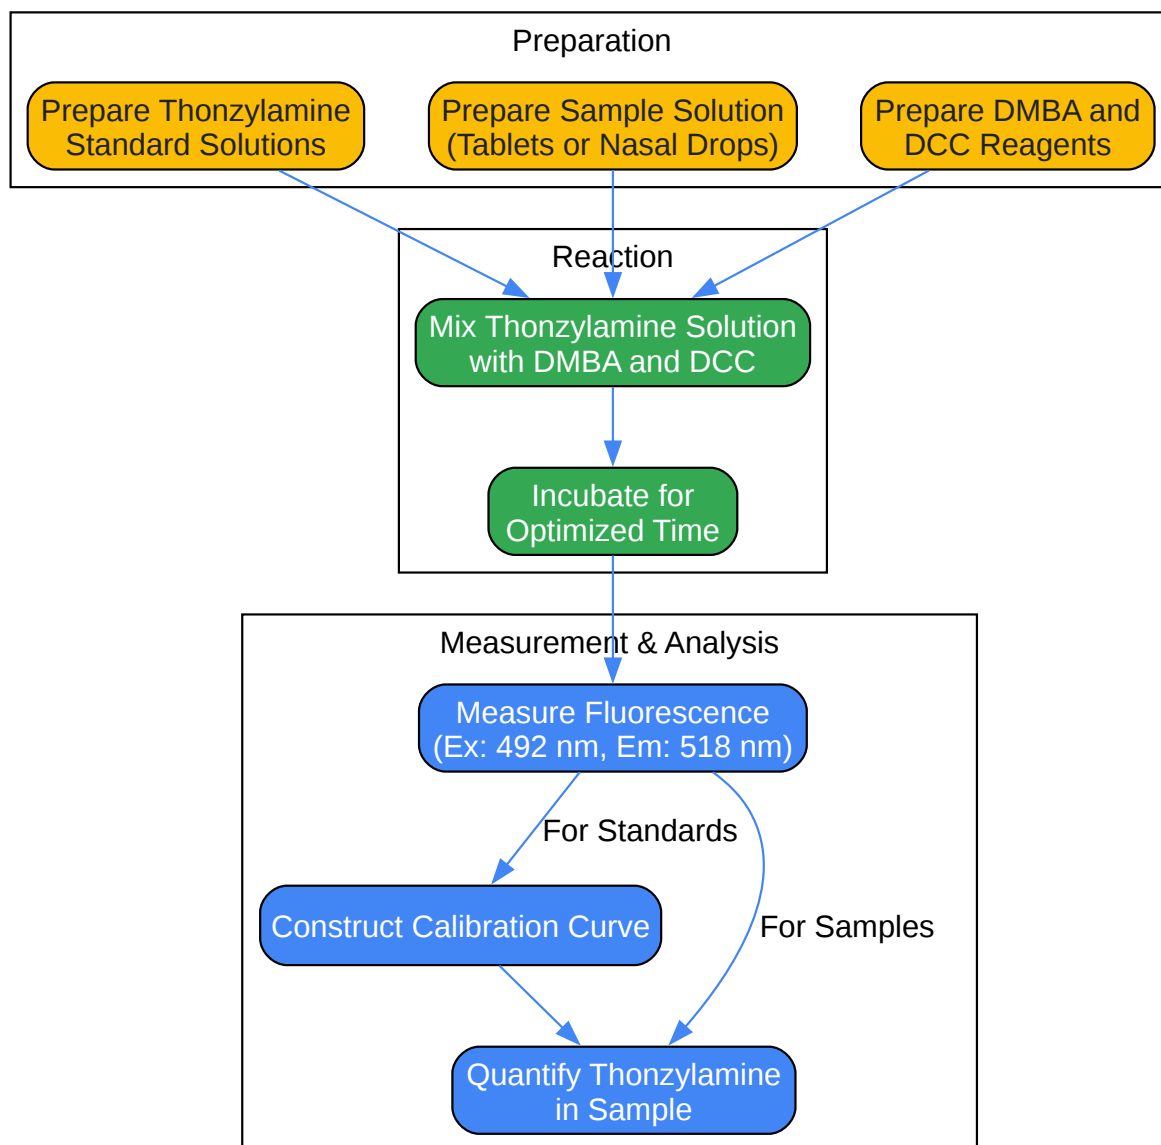 Preparation
Prepare Thonzylamine
Standard Solutions
Prepare Sample Solution
(Tablets or Nasal Drops)
Prepare DMBA and
DCC Reagents
Reaction
Mix Thonzylamine Solution
with DMBA and DCC
Incubate for
Optimized Time
Measurement & Analysis
Measure Fluorescence
(Ex: 492 nm, Em: 518 nm)
For Standards
Construct Calibration Curve
For Samples
Quantify Thonzylamine
in Sample